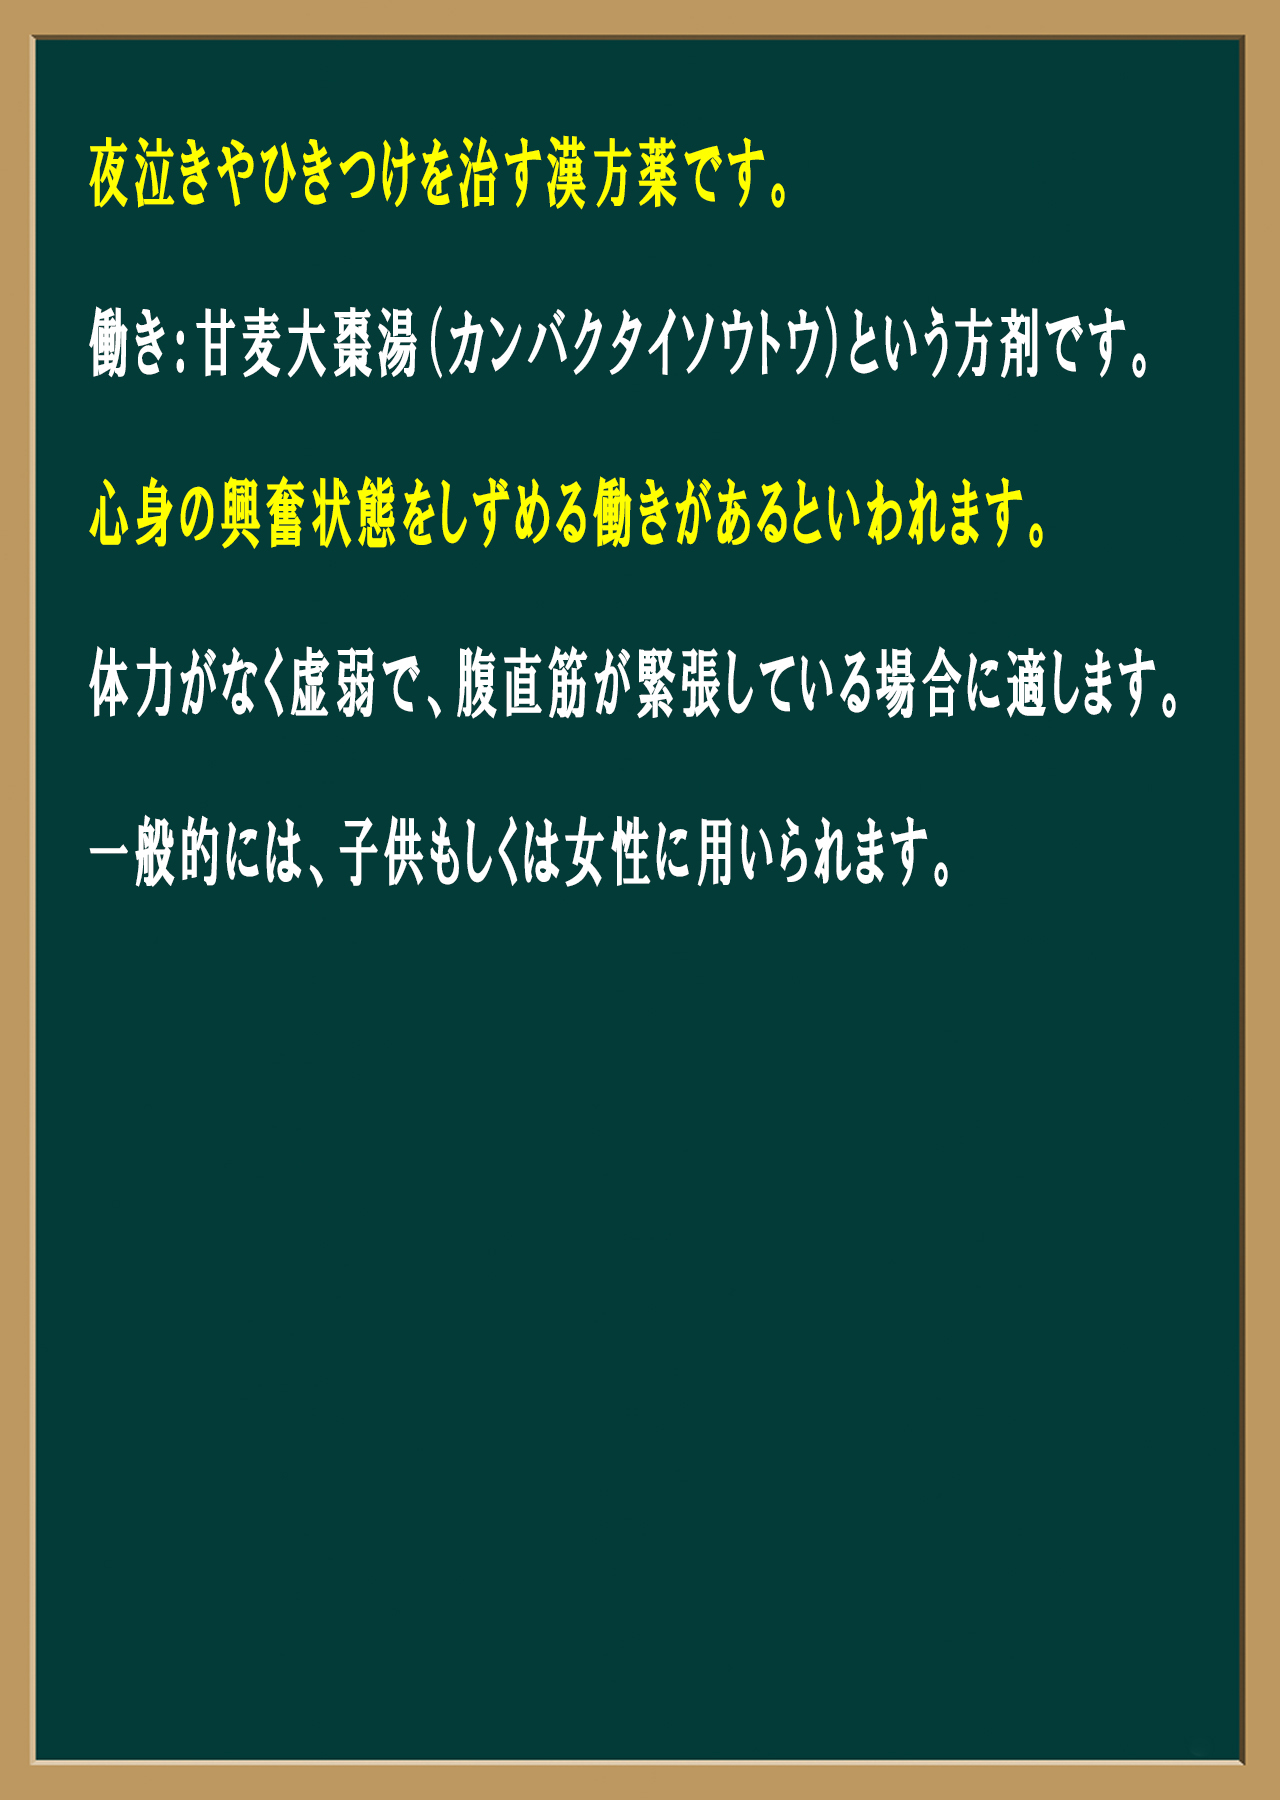 夜泣きやひきつけを治す漢方薬です。
働き:甘麦大棗湯(カンバクタイソウトウ)という方剤です。
心身の興奮状態をしずめる働きがあるといわれます。
体力がなく虚弱で、腹直筋が緊張している場合に適します。
一般的には、子供もしくは女性に用いられます。